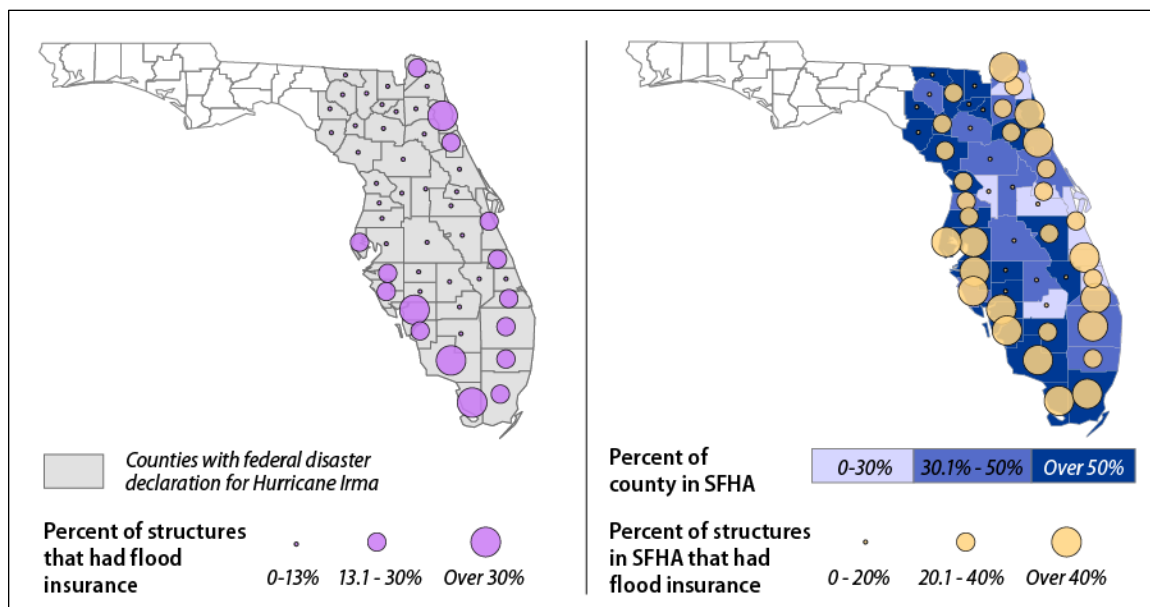 Counties with federal disaster
declaration for Hurricane Irma
Percent of structures
that had flood
insurance
0-13%
13.1 - 30%
Over 30%
Percent of
county in SFHA
0-30%
30.1% - 50%
Over 50%
Percent of structures
in SFHA that had
flood insurance
0 - 20%
20.1 - 40%
Over 40%